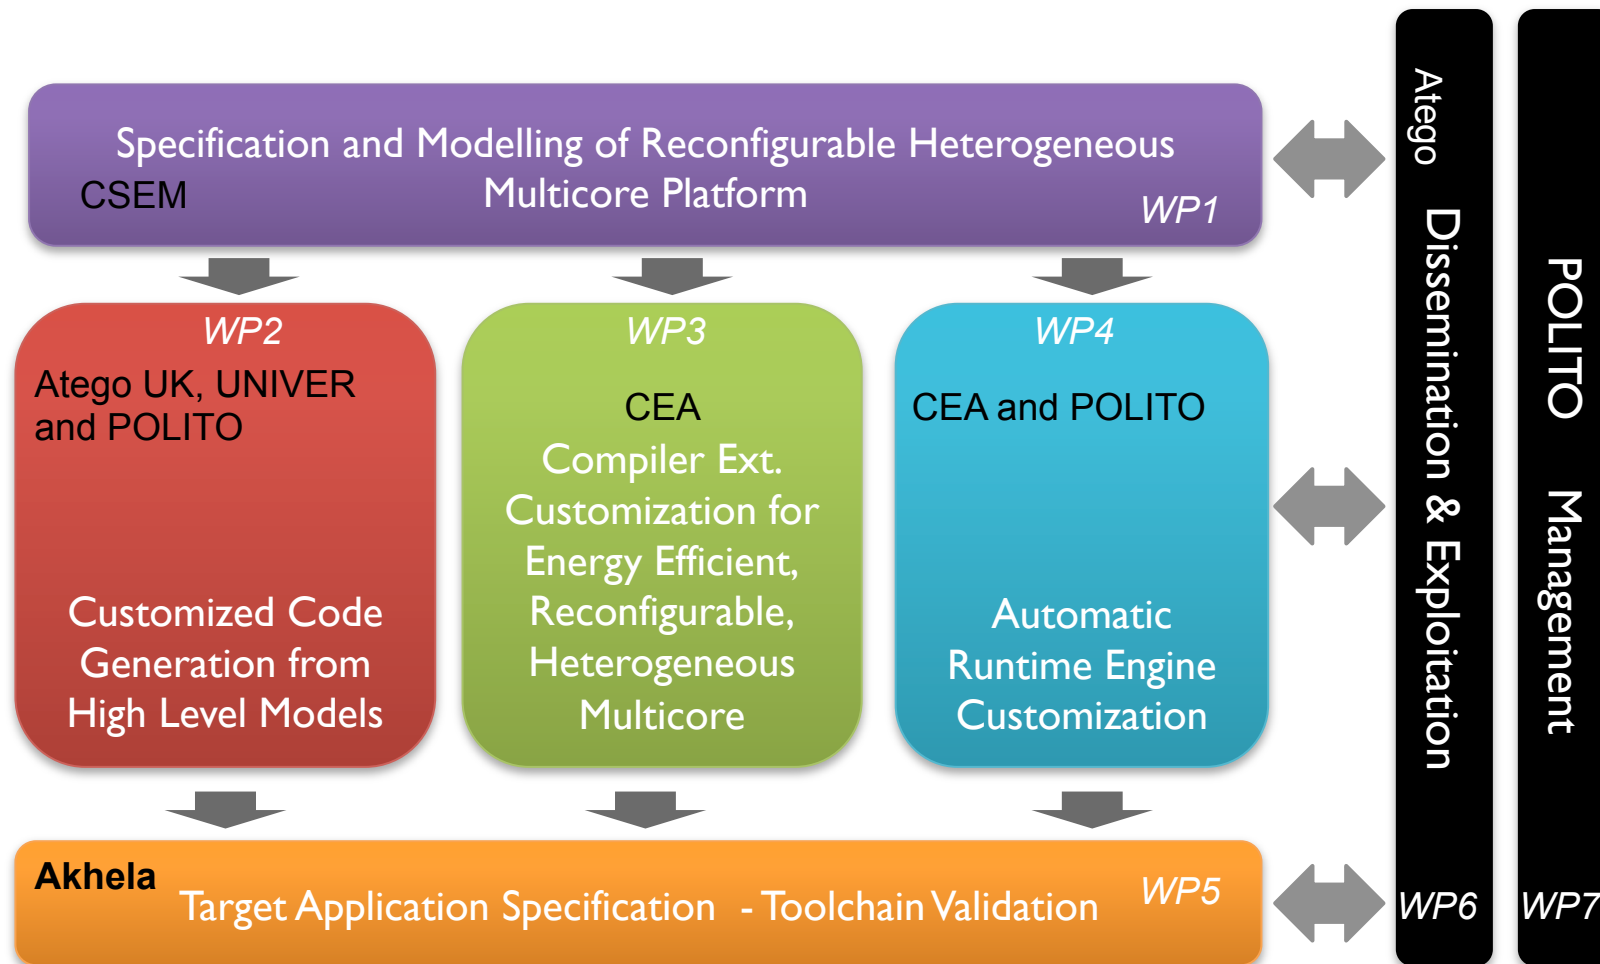 Specification and Modelling of Reconfigurable Heterogeneous
Multicore Platform
CSEM
WP1
WP2
Atego UK, UNIVER
and POLITO
Customized Code
Generation from
High Level Models
WP3
CEA
Compiler Ext.
Customization for
Energy Efficient,
Reconfigurable,
Heterogeneous
Multicore
WP4
CEA and POLITO
Automatic
Runtime Engine
Customization
Akhela
Target Application Specification - Toolchain Validation
WP5
Atego Dissemination & Exploitation
WP6
POLITO Management
WP7